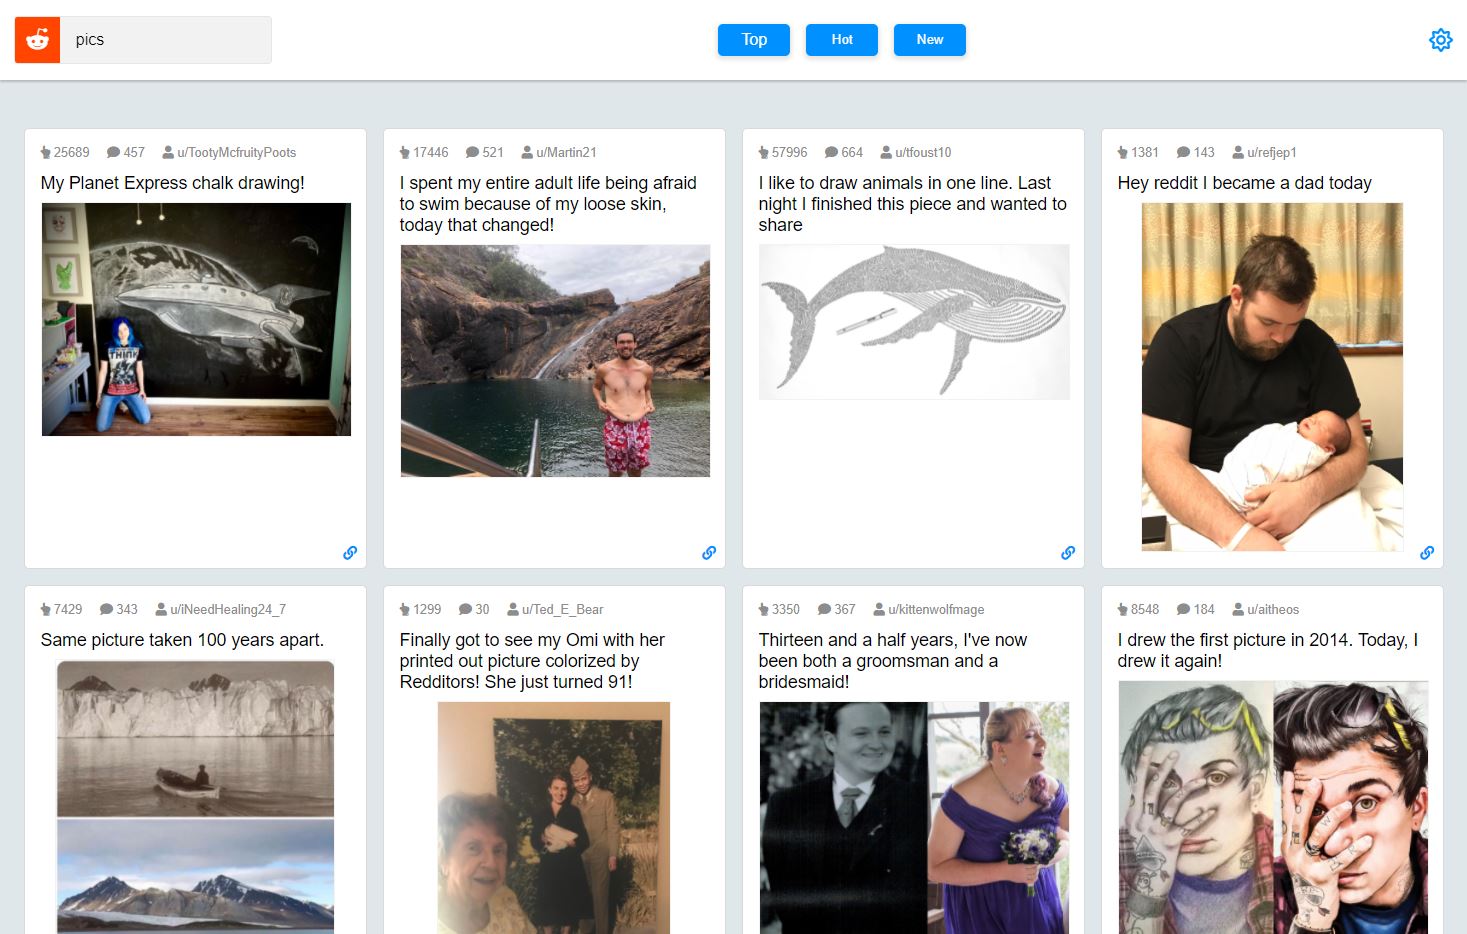 pics
Top
Hot
New
25689 457 u/TootyMcfruityPoots
My Planet Express chalk drawing!
THINK
17446 521 u/Martin21
I spent my entire adult life being afraid
to swim because of my loose skin,
today that changed!
57996 664 u/tfoust10
I like to draw animals in one line. Last
night I finished this piece and wanted to
share
1381 143 u/refjep1
Hey reddit I became a dad today
7429 343 u/iNeedHealing24_7
Same picture taken 100 years apart.
1299 30 u/Ted_E_Bear
Finally got to see my Omi with her
printed out picture colorized by
Redditors! She just turned 91!
3350 367 u/kittenwolfmage
Thirteen and a half years, I've now
been both a groomsman and a
bridesmaid!
8548 184 u/aitheos
I drew the first picture in 2014. Today, I
drew it again!